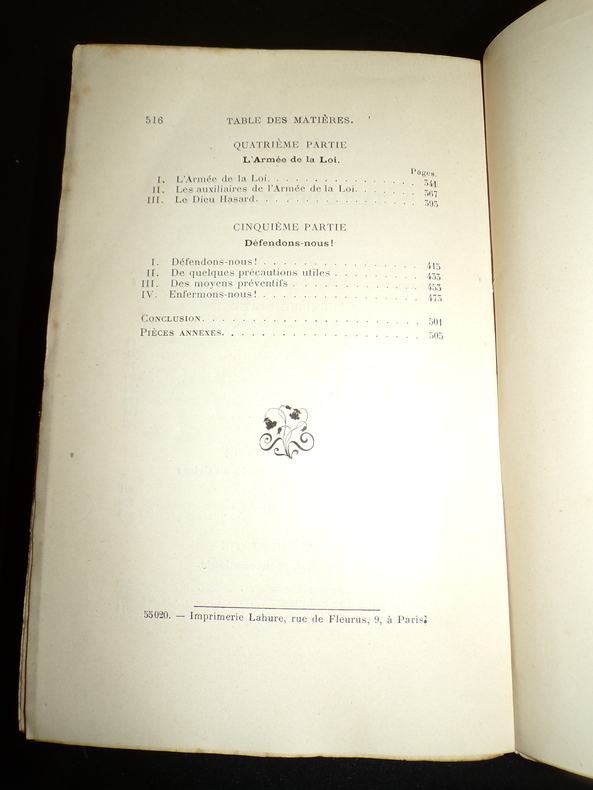 516 TABLE DES MATIÈRES.
QUATRIÈME PARTIE
L'Armée de la Loi.
Pages.
I. L'Armée de la Loi. . . . . . . . . . . . . . . . 341
II. Les auxiliaires de l'Armée de la Loi. . . . . . . 367
III. Le Dieu Hasard. . . . . . . . . . . . . . . . . 393
CINQUIÈME PARTIE
Défendons-nous!
I. Défendons-nous! . . . . . . . . . . . . . . . . 415
II. De quelques précautions utiles . . . . . . . . . 433
III. Des moyens préventifs . . . . . . . . . . . . . 453
IV. Enfermons-nous! . . . . . . . . . . . . . . . . 473
CONCLUSION. . . . . . . . . . . . . . . . . . . . . 501
PIÈCES ANNEXES. . . . . . . . . . . . . . . . . . . 505
55020. — Imprimerie Lahure, rue de Fleurus, 9, à Paris.